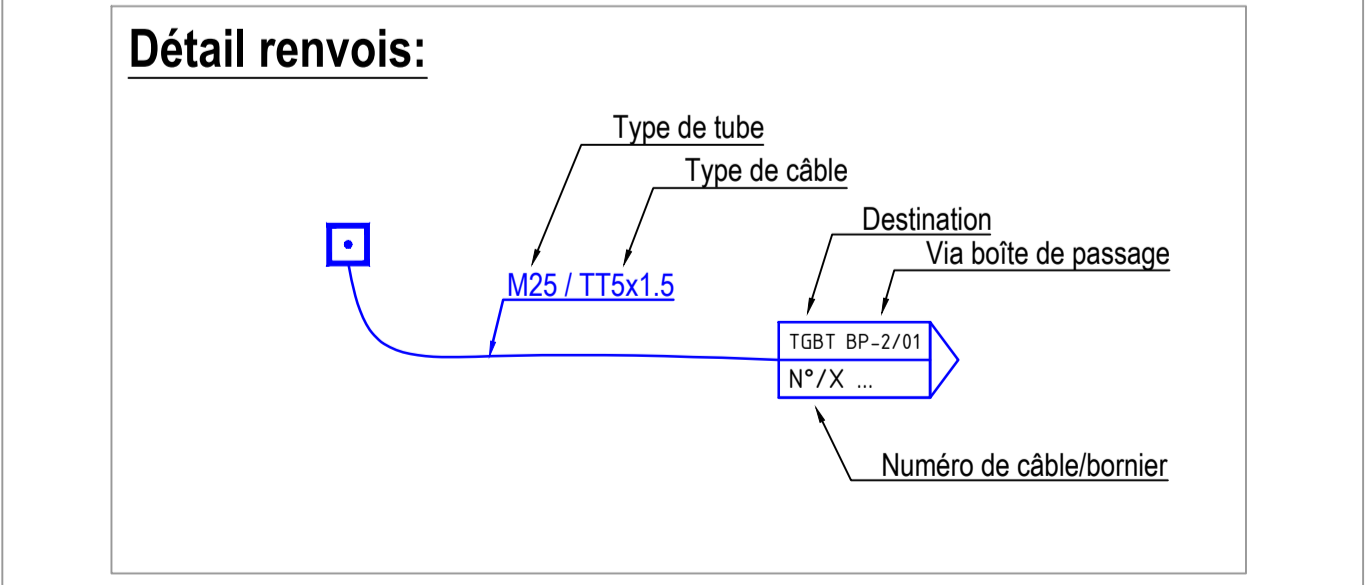 Détail renvois:
Type de tube
Type de câble
Destination
Via boîte de passage
M25 / TT5x1.5
TGBT BP-2/01
N°/X ...
Numéro de câble/bornier